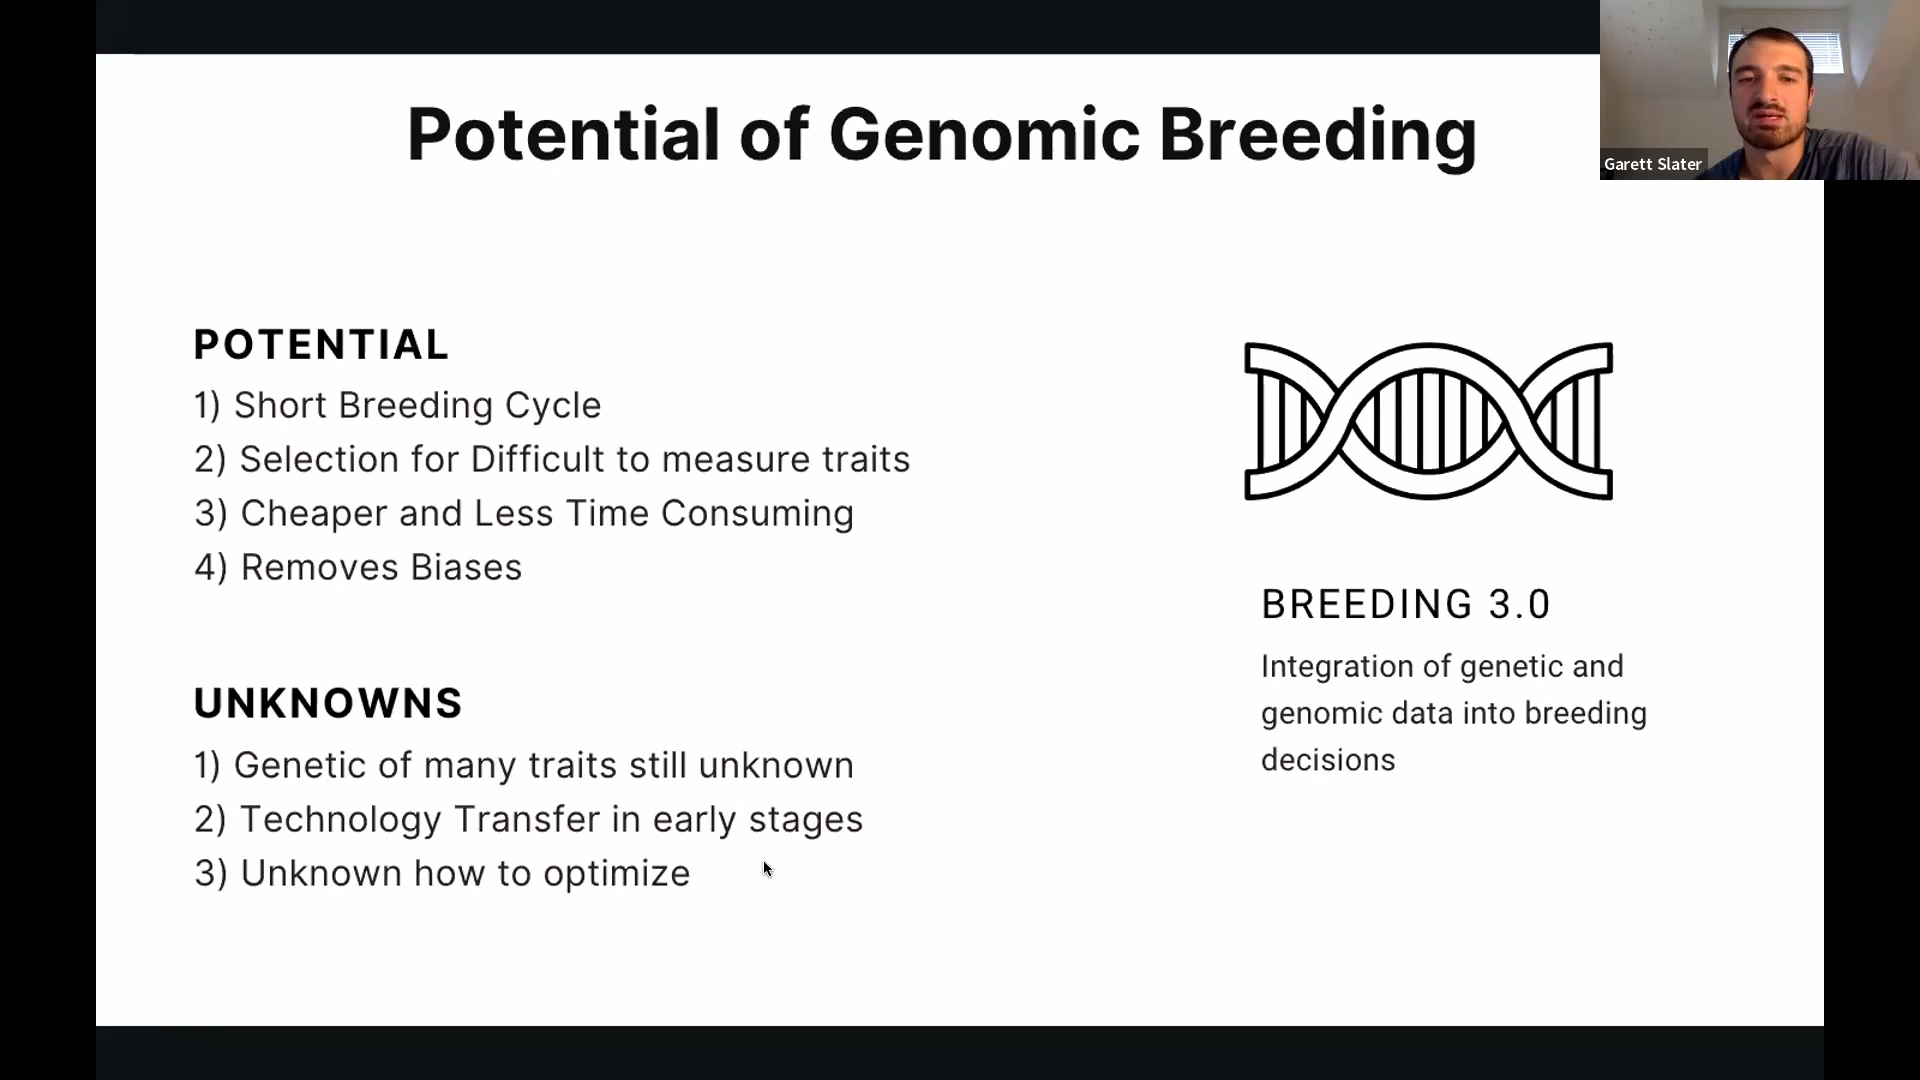 Potential of Genomic Breeding
Garett Slater
POTENTIAL
1) Short Breeding Cycle
2) Selection for Difficult to measure traits
3) Cheaper and Less Time Consuming
4) Removes Biases
UNKNOWNS
1) Genetic of many traits still unknown
2) Technology Transfer in early stages
3) Unknown how to optimize
BREEDING 3.0
Integration of genetic and
genomic data into breeding
decisions